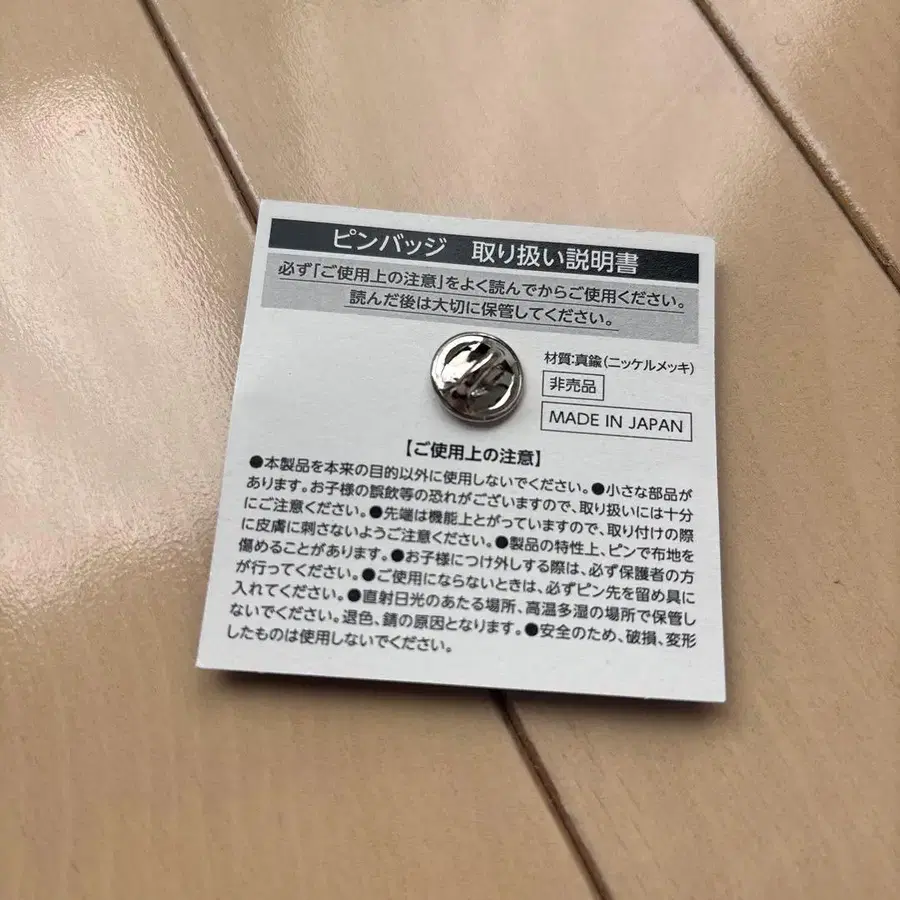 ピンバッジ　取り扱い説明書
必ず「ご使用上の注意」をよく読んでからご使用ください。
読んだ後は大切に保管してください。
材質:真鍮(ニッケルメッキ)
非売品
MADE IN JAPAN
【ご使用上の注意】
●本製品を本来の目的以外に使用しないでください。●小さな部品が
あります。お子様の誤飲等の恐れがございますので、取り扱いには十分
にご注意ください。●先端は機能上とがっていますので、取り付けの際
に皮膚に刺さないようご注意ください。●製品の特性上、ピンで布地を
傷めることがあります。●お子様につけ外しする際は、必ず保護者の方
が行ってください。●ご使用にならないときは、必ずピン先を留め具に
入れてください。●直射日光のあたる場所、高温多湿の場所で保管し
ないでください。退色、錆の原因となります。●安全のため、破損、変形
したものは使用しないでください。